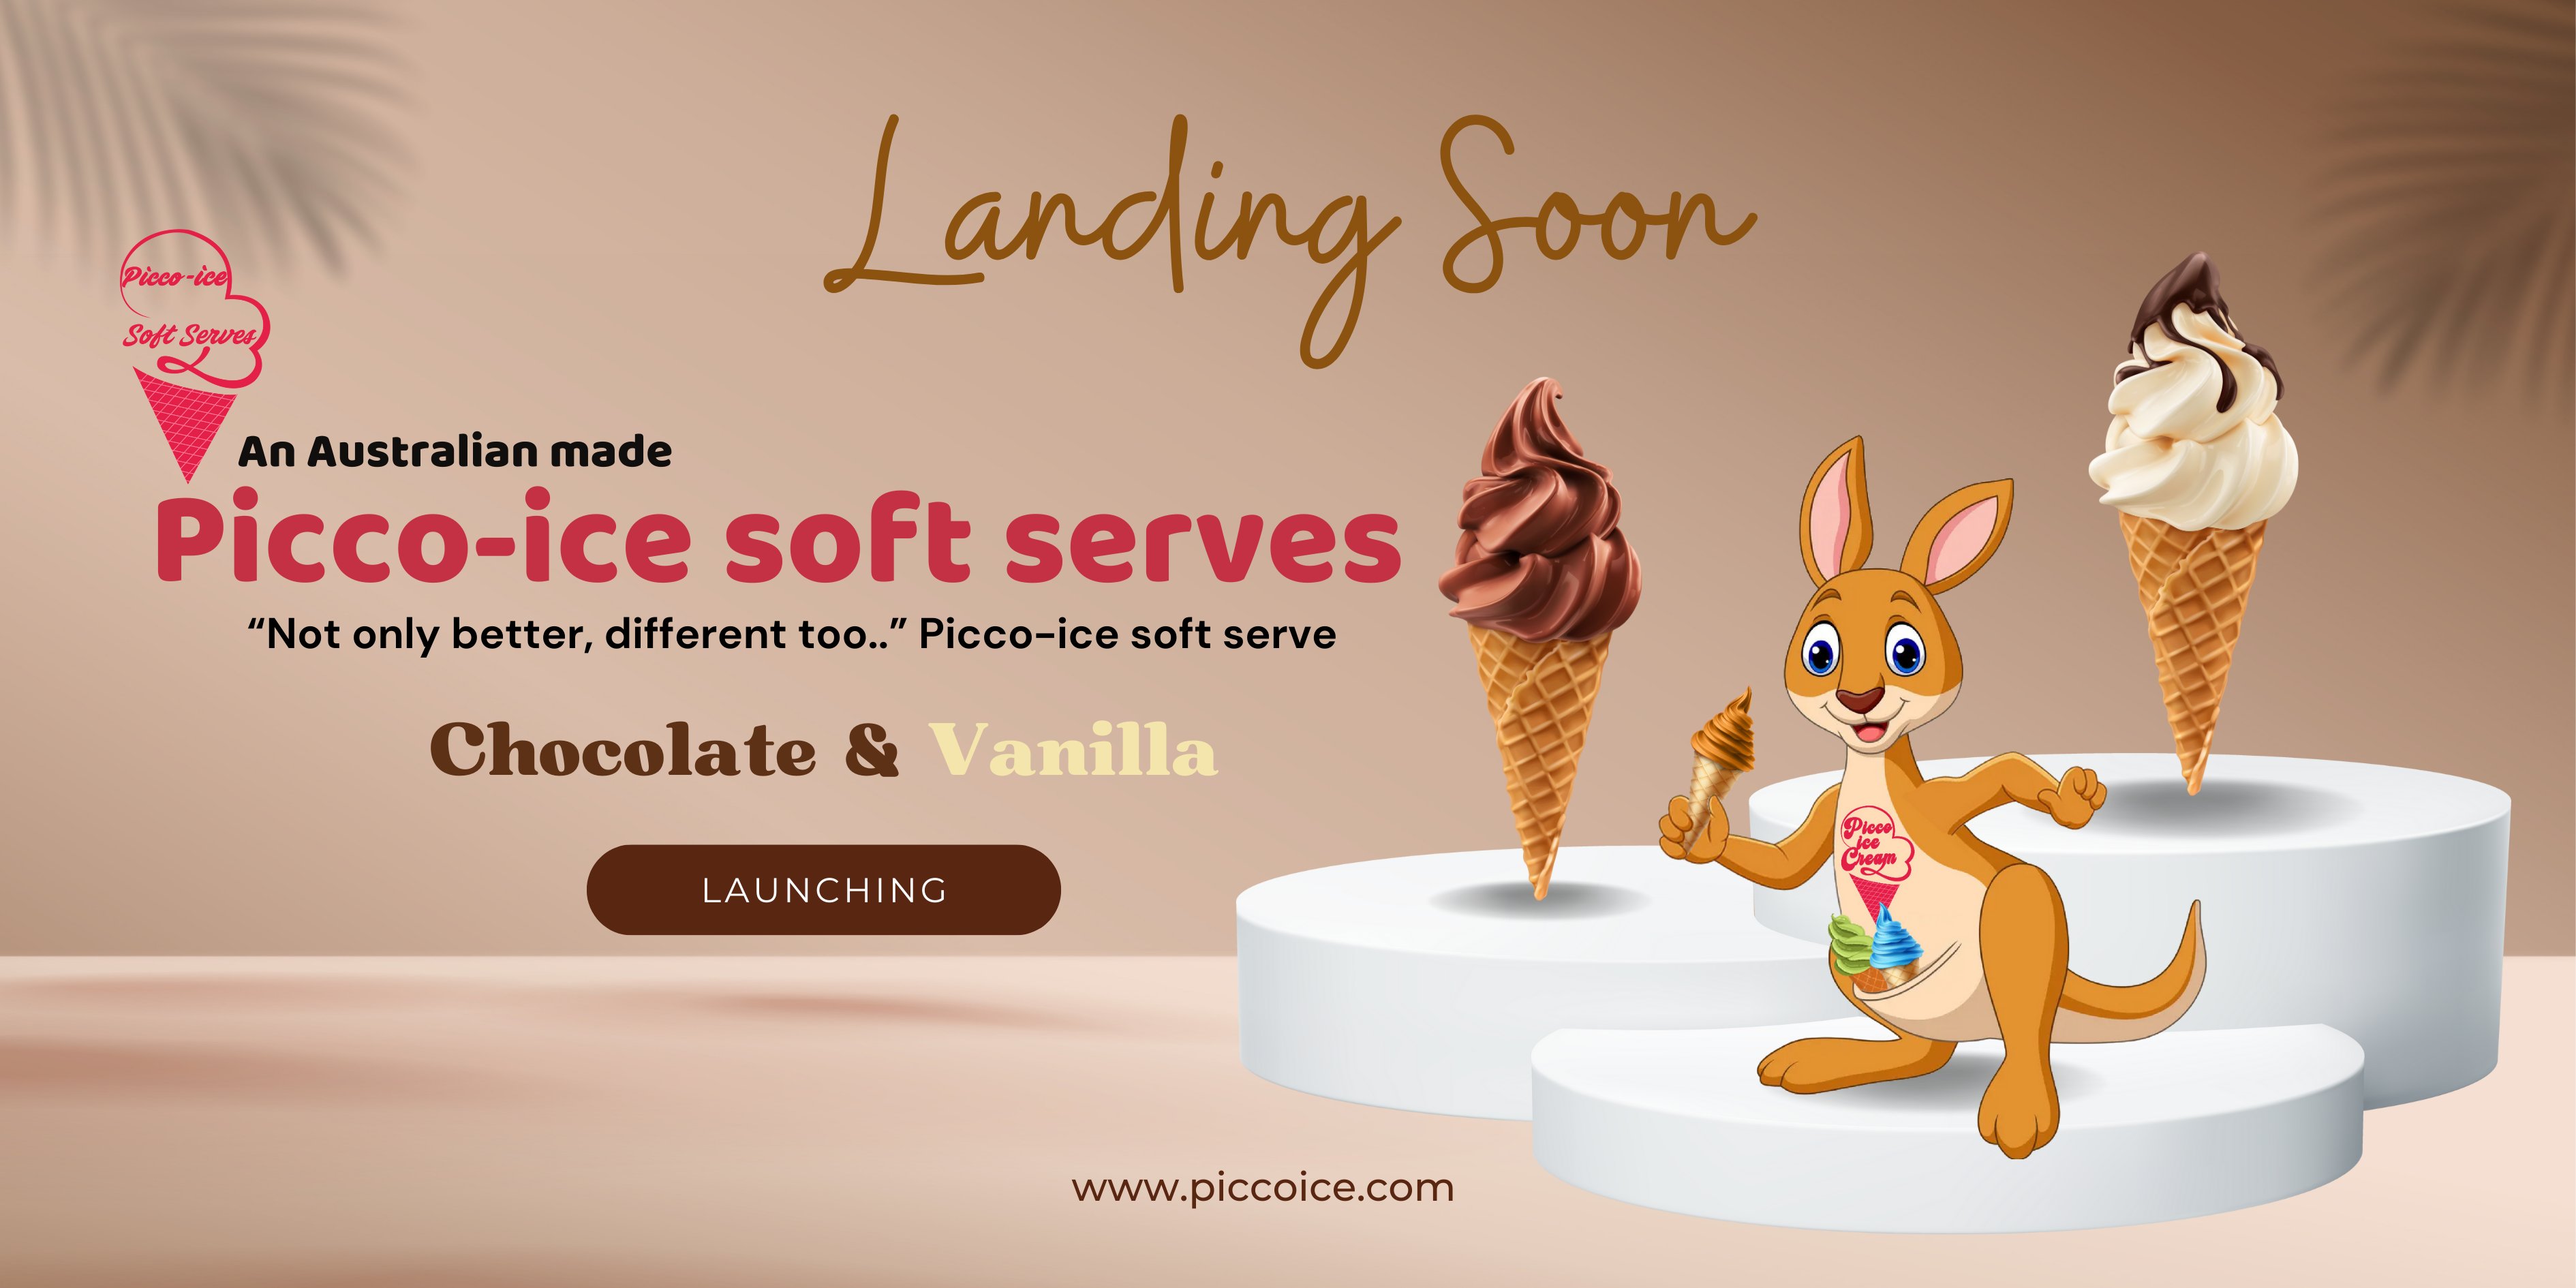 Landing Soon
Picco-ice
Soft Serves
An Australian made
Picco-ice soft serves
“Not only better, different too..” Picco-ice soft serve
Chocolate & Vanilla
LAUNCHING
Picco
ice
Cream
www.piccoice.com